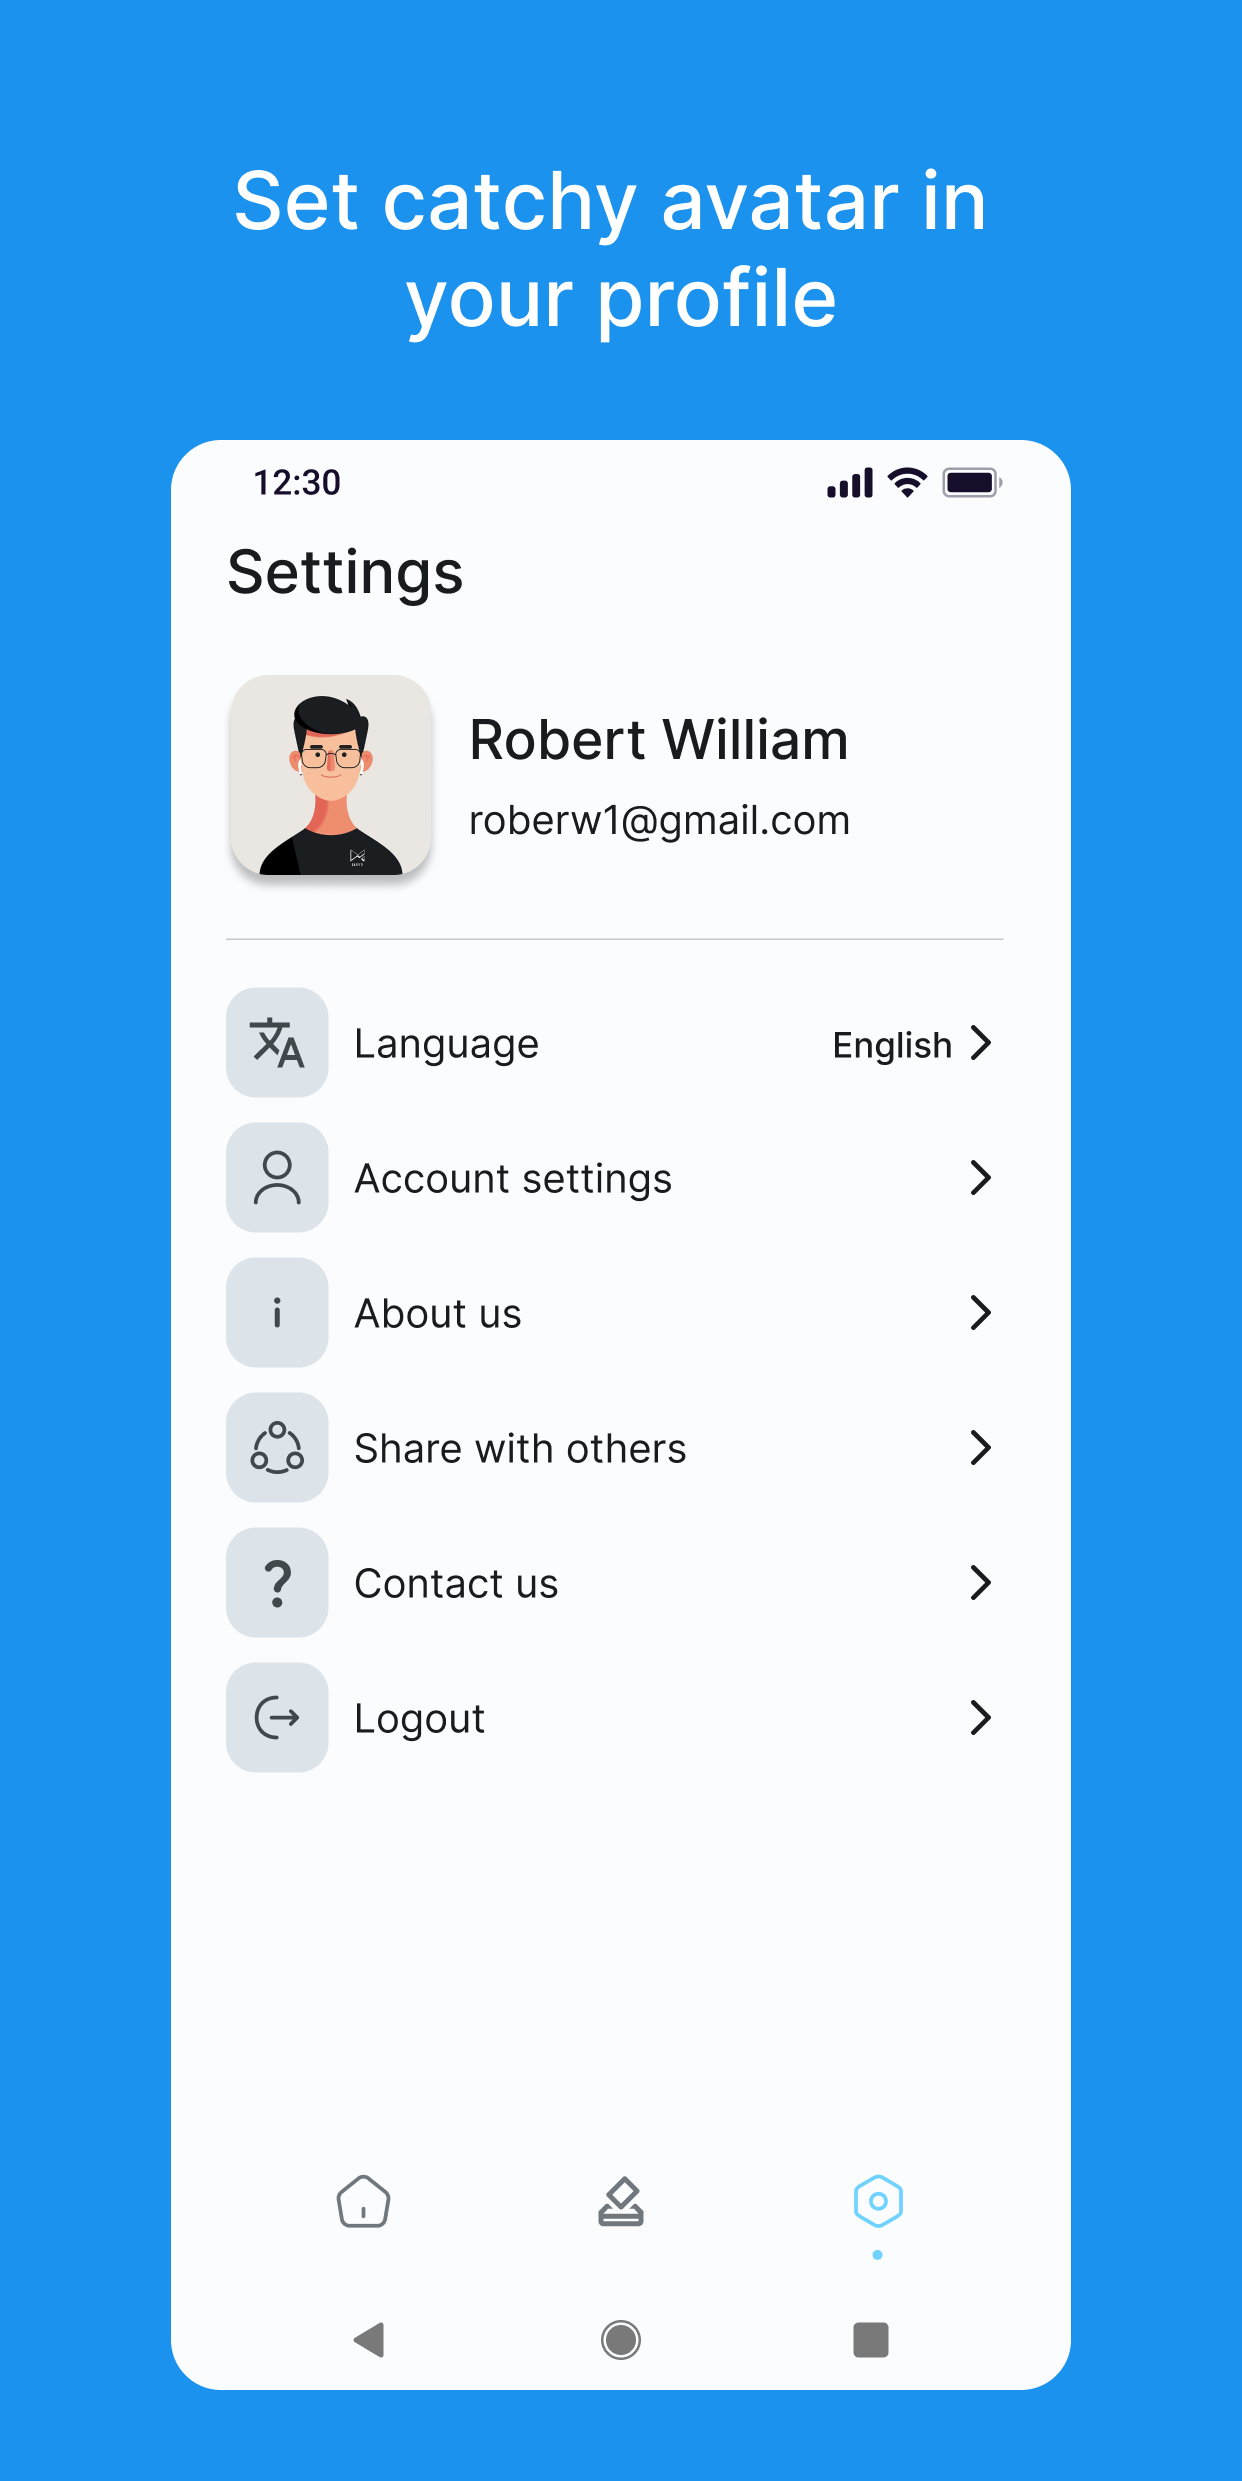 Set catchy avatar in
your profile
12:30
Settings
Robert William
roberw1@gmail.com
Language
English
Account settings
About us
Share with others
Contact us
Logout